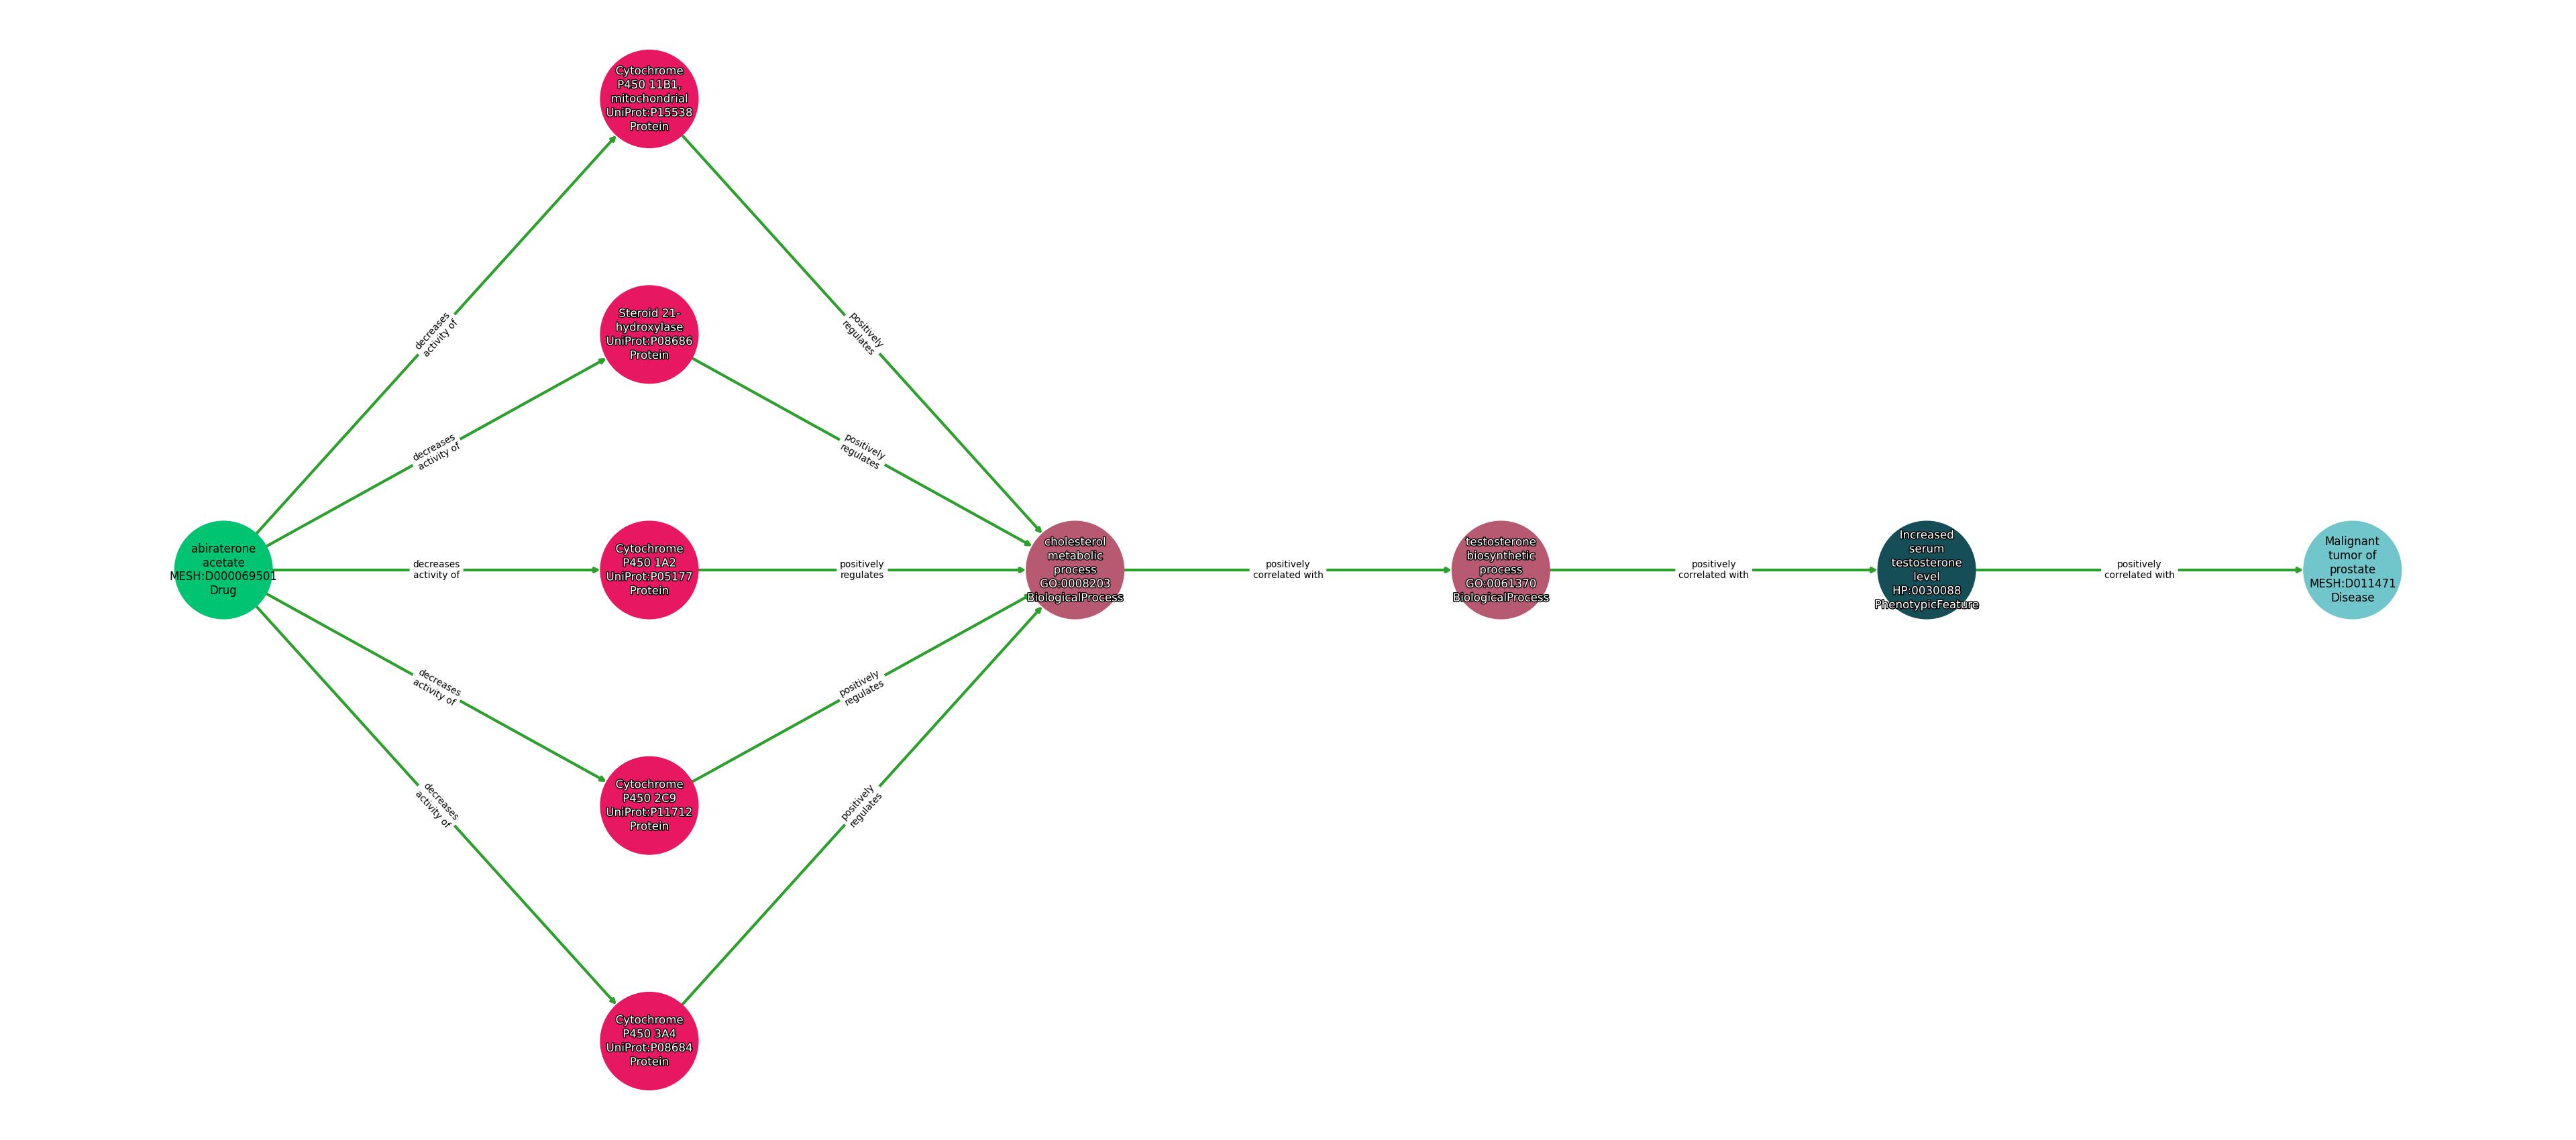 Cytochrome
P450 11B1,
mitochondrial
UniProt:P15538
Protein
decreases
activity of
positively
regulates
Steroid 21-
hydroxylase
UniProt:P08686
Protein
decreases
activity of
positively
regulates
abiraterone
acetate
MESH:D000069501
Drug
decreases
activity of
Cytochrome
P450 1A2
UniProt:P05177
Protein
positively
regulates
cholesterol
metabolic
process
GO:0008203
BiologicalProcess
positively
correlated with
testosterone
biosynthetic
process
GO:0061370
BiologicalProcess
positively
correlated with
Increased
serum
testosterone
level
HP:0030088
PhenotypicFeature
positively
correlated with
Malignant
tumor of
prostate
MESH:D011471
Disease
decreases
activity of
positively
regulates
Cytochrome
P450 2C9
UniProt:P11712
Protein
decreases
activity of
positively
regulates
Cytochrome
P450 3A4
UniProt:P08684
Protein